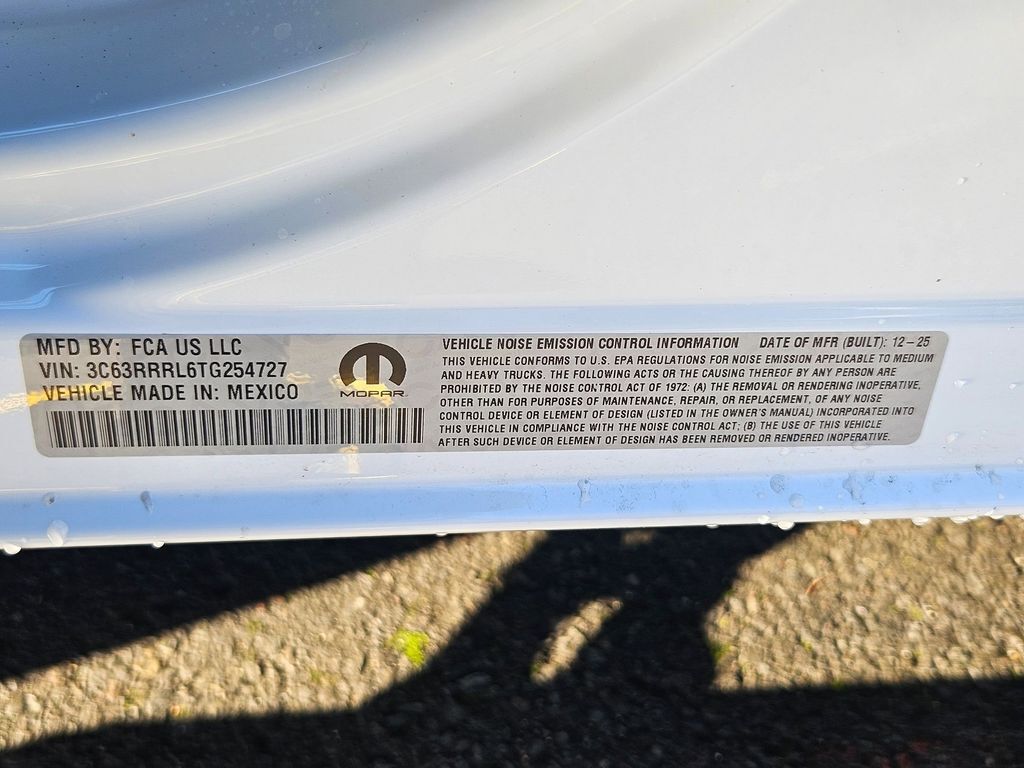 MFD BY: FCA US LLC
VIN: 3C63RRRL6TG254727
VEHICLE MADE IN: MEXICO
MOPAR
VEHICLE NOISE EMISSION CONTROL INFORMATION DATE OF MFR (BUILT): 12-25
THIS VEHICLE CONFORMS TO U.S. EPA REGULATIONS FOR NOISE EMISSION APPLICABLE TO MEDIUM
AND HEAVY TRUCKS. THE FOLLOWING ACTS OR THE CAUSING THEREOF BY ANY PERSON ARE
PROHIBITED BY THE NOISE CONTROL ACT OF 1972: (A) THE REMOVAL OR RENDERING INOPERATIVE,
OTHER THAN FOR PURPOSES OF MAINTENANCE, REPAIR, OR REPLACEMENT, OF ANY NOISE
CONTROL DEVICE OR ELEMENT OF DESIGN (LISTED IN THE OWNER'S MANUAL) INCORPORATED INTO
THIS VEHICLE IN COMPLIANCE WITH THE NOISE CONTROL ACT; (B) THE USE OF THIS VEHICLE
AFTER SUCH DEVICE OR ELEMENT OF DESIGN HAS BEEN REMOVED OR RENDERED INOPERATIVE.